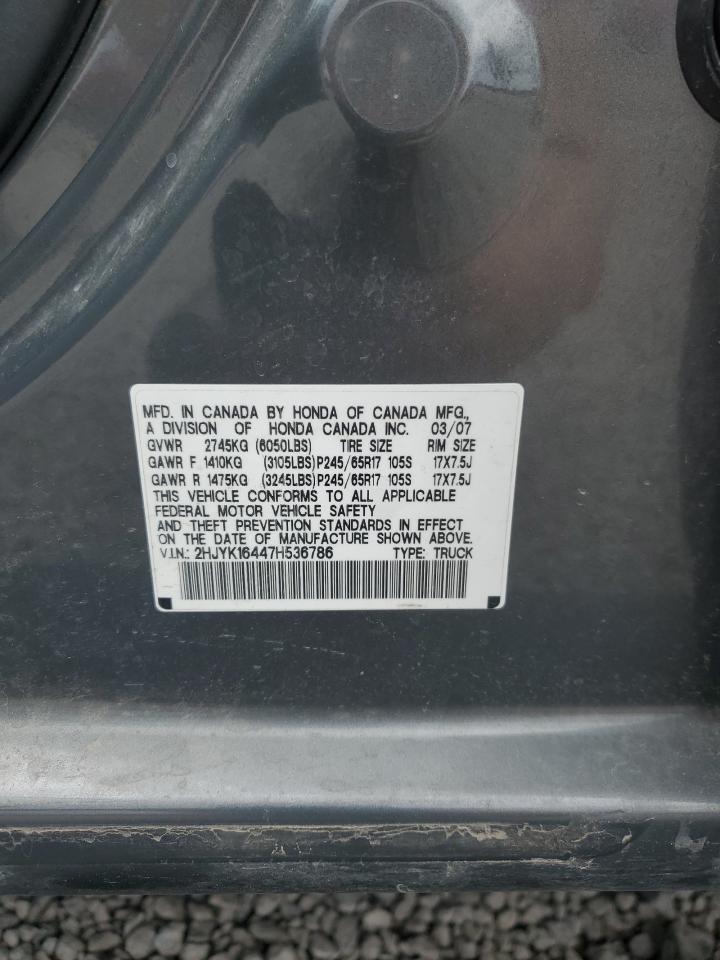 MFD. IN CANADA BY HONDA OF CANADA MFG.,
A DIVISION OF HONDA CANADA INC. 03/07
GVWR 2745KG (6050LBS) TIRE SIZE RIM SIZE
GAWR F 1410KG (3105LBS) P245/65R17 105S 17X7.5J
GAWR R 1475KG (3245LBS) P245/65R17 105S 17X7.5J
THIS VEHICLE CONFORMS TO ALL APPLICABLE
FEDERAL MOTOR VEHICLE SAFETY
AND THEFT PREVENTION STANDARDS IN EFFECT
ON THE DATE OF MANUFACTURE SHOWN ABOVE.
V.I.N.: 2HJYK16447H536786 TYPE: TRUCK